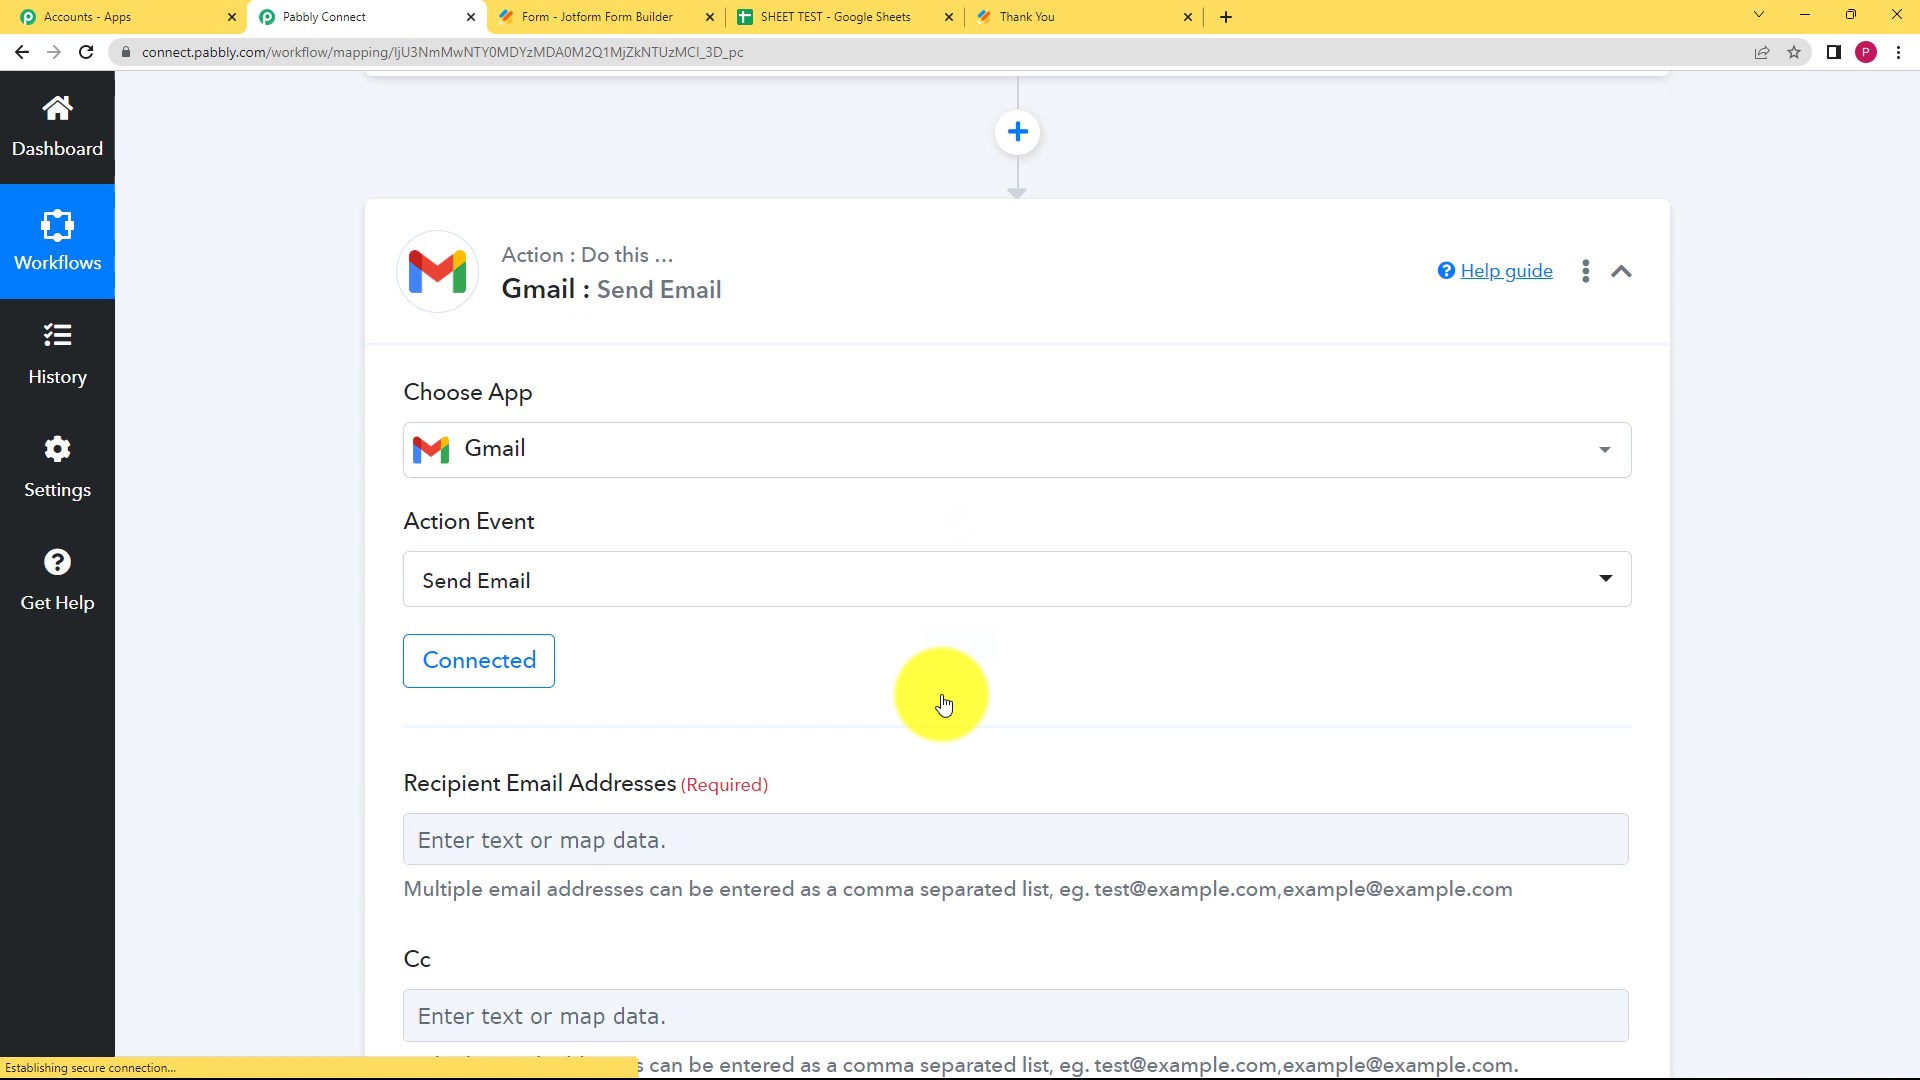 Accounts - Apps
Pabbly Connect
Form - Jotform Form Builder
SHEET TEST - Google Sheets
Thank You
connect.pabbly.com/workflow/mapping/IjU3NmMwNTY0MDYzMDA0M2Q1MjZkNTUzMCI_3D_pc
P
Dashboard
Workflows
History
Settings
Get Help
Action : Do this ...
Gmail : Send Email
Help guide
Choose App
Gmail
Action Event
Send Email
Connected
Recipient Email Addresses (Required)
Enter text or map data.
Multiple email addresses can be entered as a comma separated list, eg. test@example.com,example@example.com
Cc
Enter text or map data.
s can be entered as a comma separated list, eg. test@example.com,example@example.com.
Establishing secure connection...